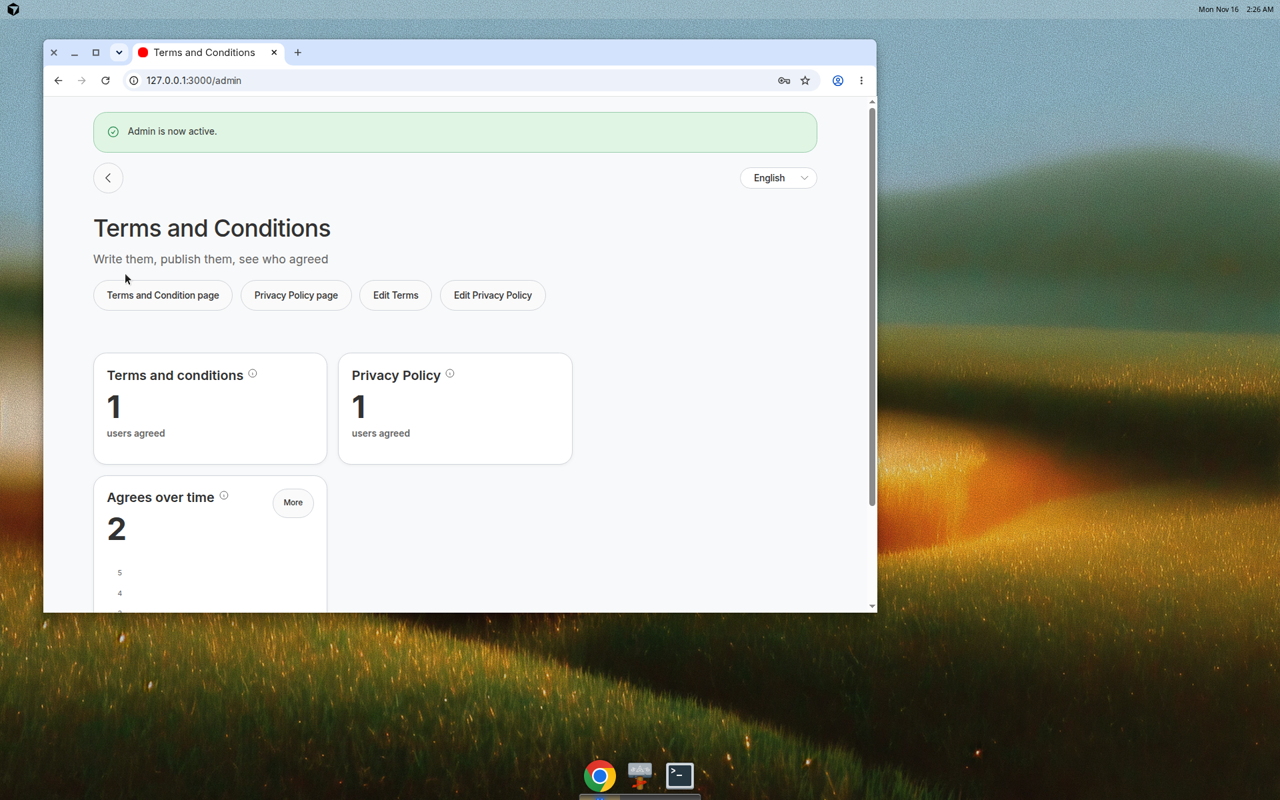 Mon Nov 16 2:26 AM
Terms and Conditions
127.0.0.1:3000/admin
Admin is now active.
English
Terms and Conditions
Write them, publish them, see who agreed
Terms and Condition page
Privacy Policy page
Edit Terms
Edit Privacy Policy
Terms and conditions
1
users agreed
Privacy Policy
1
users agreed
Agrees over time
More
2
5
4